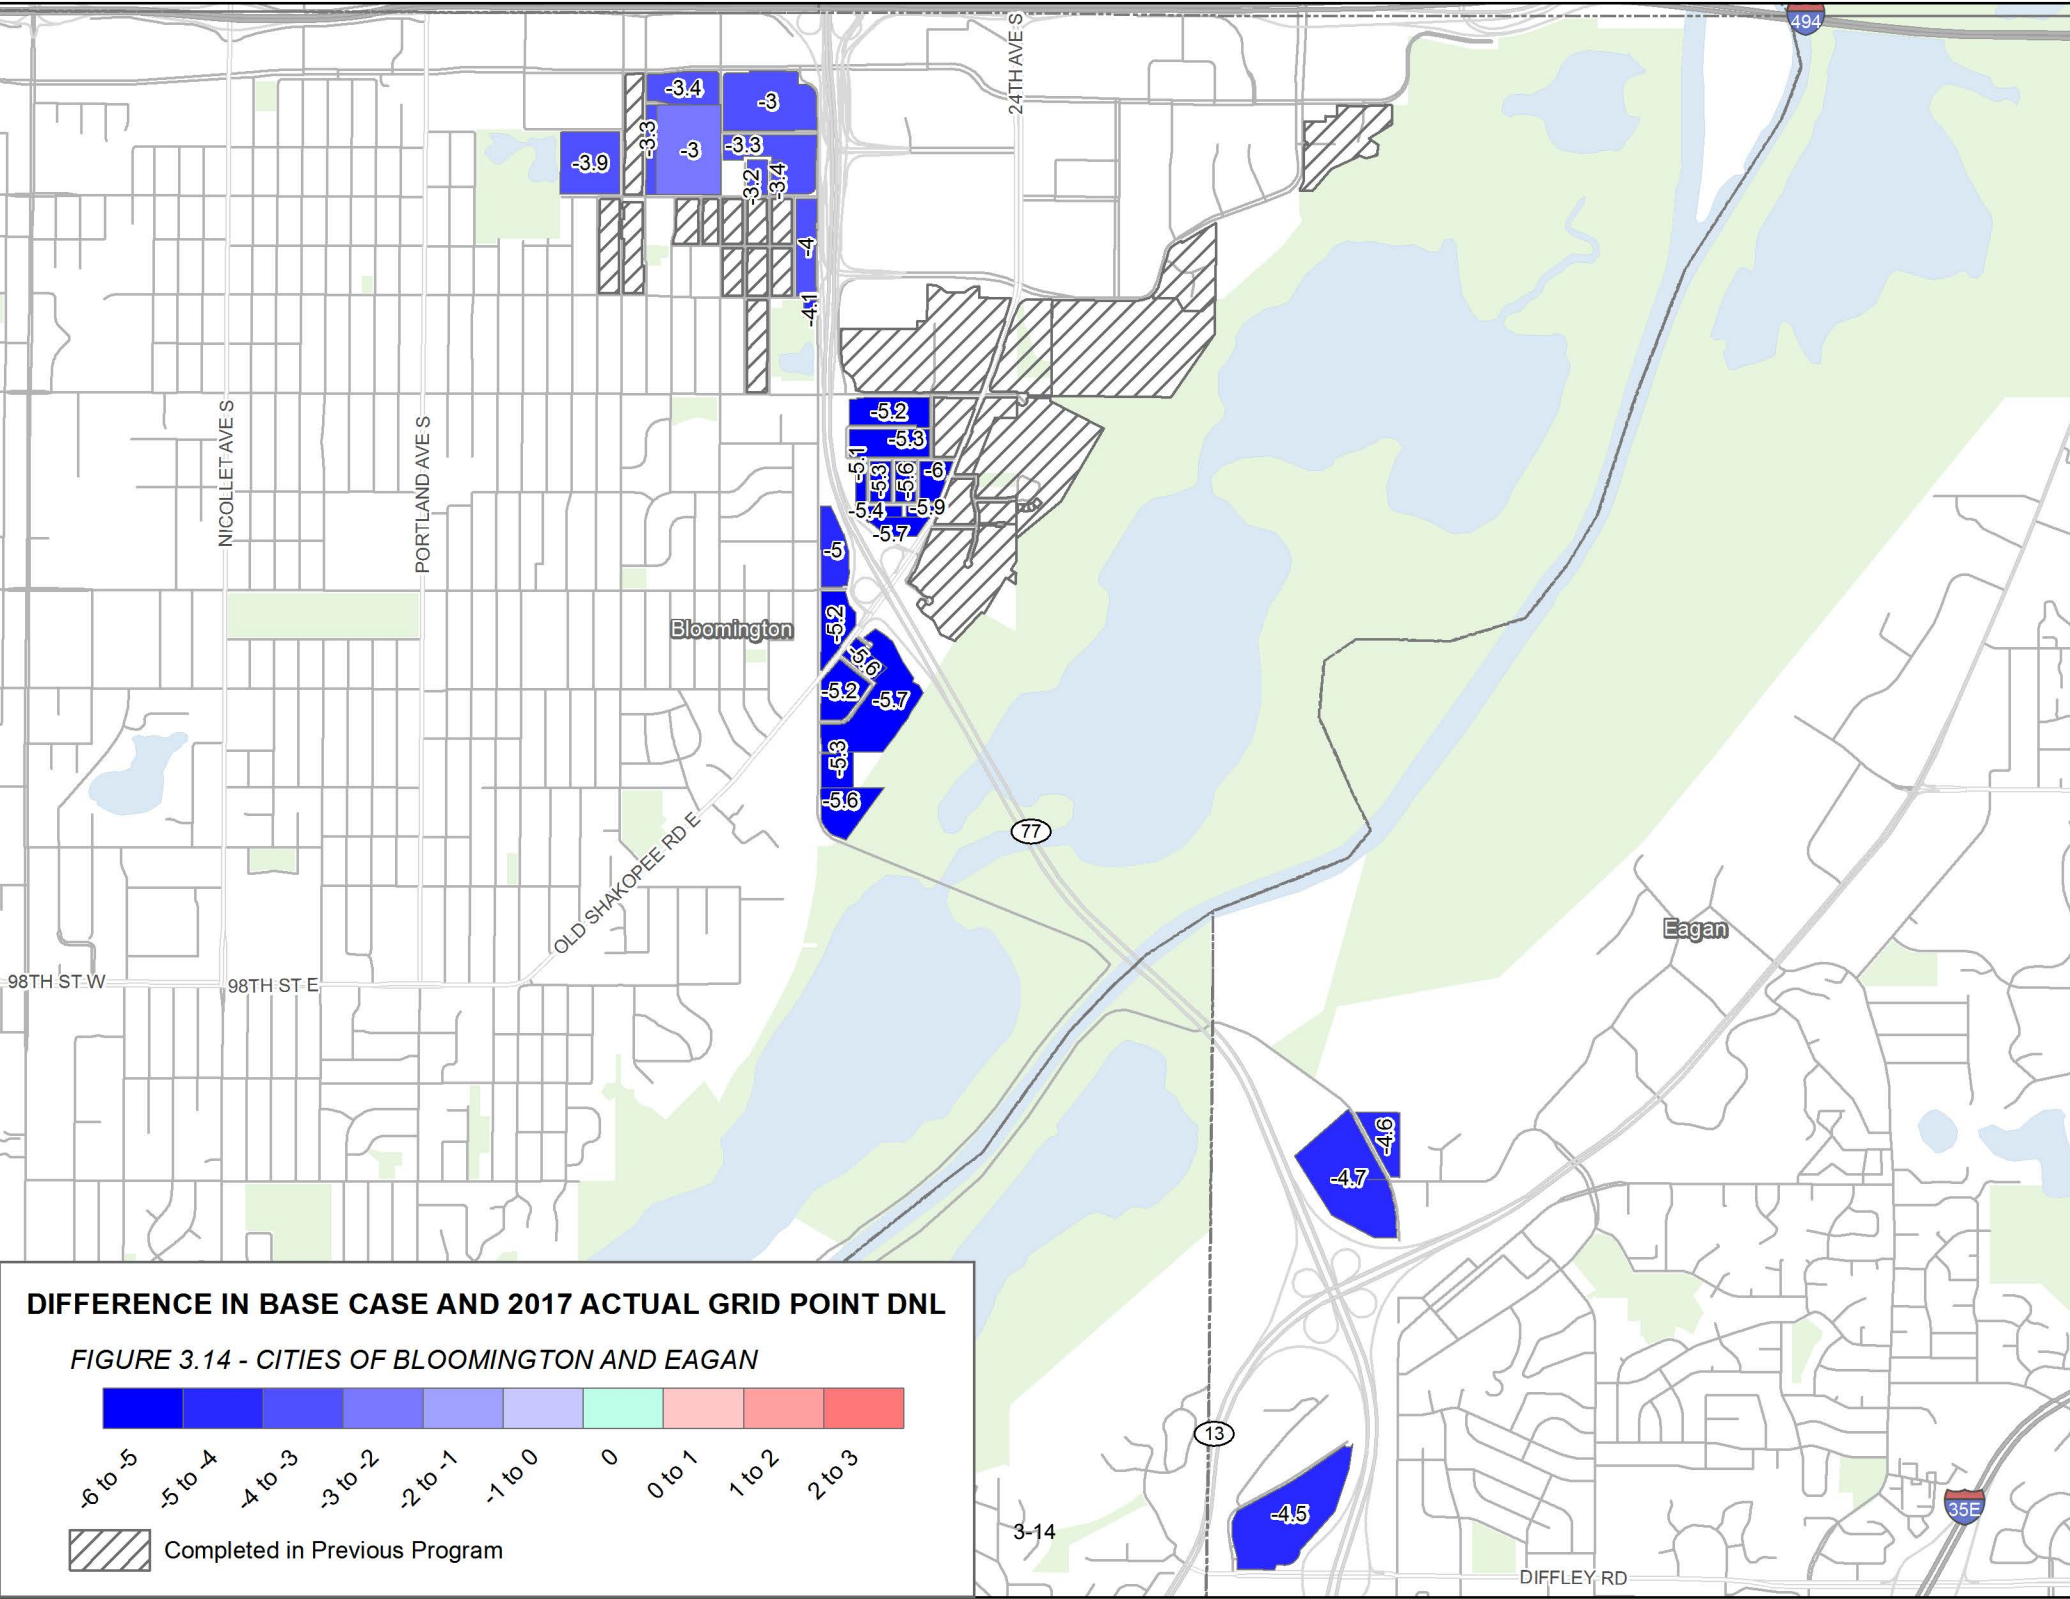 494
24TH AVE S
-3.4
-3
-3.3
-3
-3.3
-3.9
-3.2
-3.4
-4
-4.1
NICOLLET AVE S
PORTLAND AVE S
-5.2
-5.3
-5.1
-5.3
-5.6
-6
-5.4
-5.9
-5.7
-5
-5.2
Bloomington
-5.6
-5.2
-5.7
-5.3
-5.6
77
OLD SHAKOPEE RD E
Eagan
98TH ST W
98TH ST E
-4.6
-4.7
DIFFERENCE IN BASE CASE AND 2017 ACTUAL GRID POINT DNL
FIGURE 3.14 - CITIES OF BLOOMINGTON AND EAGAN
-6 to -5
-5 to -4
-4 to -3
-3 to -2
-2 to -1
-1 to 0
0
0 to 1
1 to 2
2 to 3
Completed in Previous Program
13
3-14
-4.5
35E
DIFFLEY RD